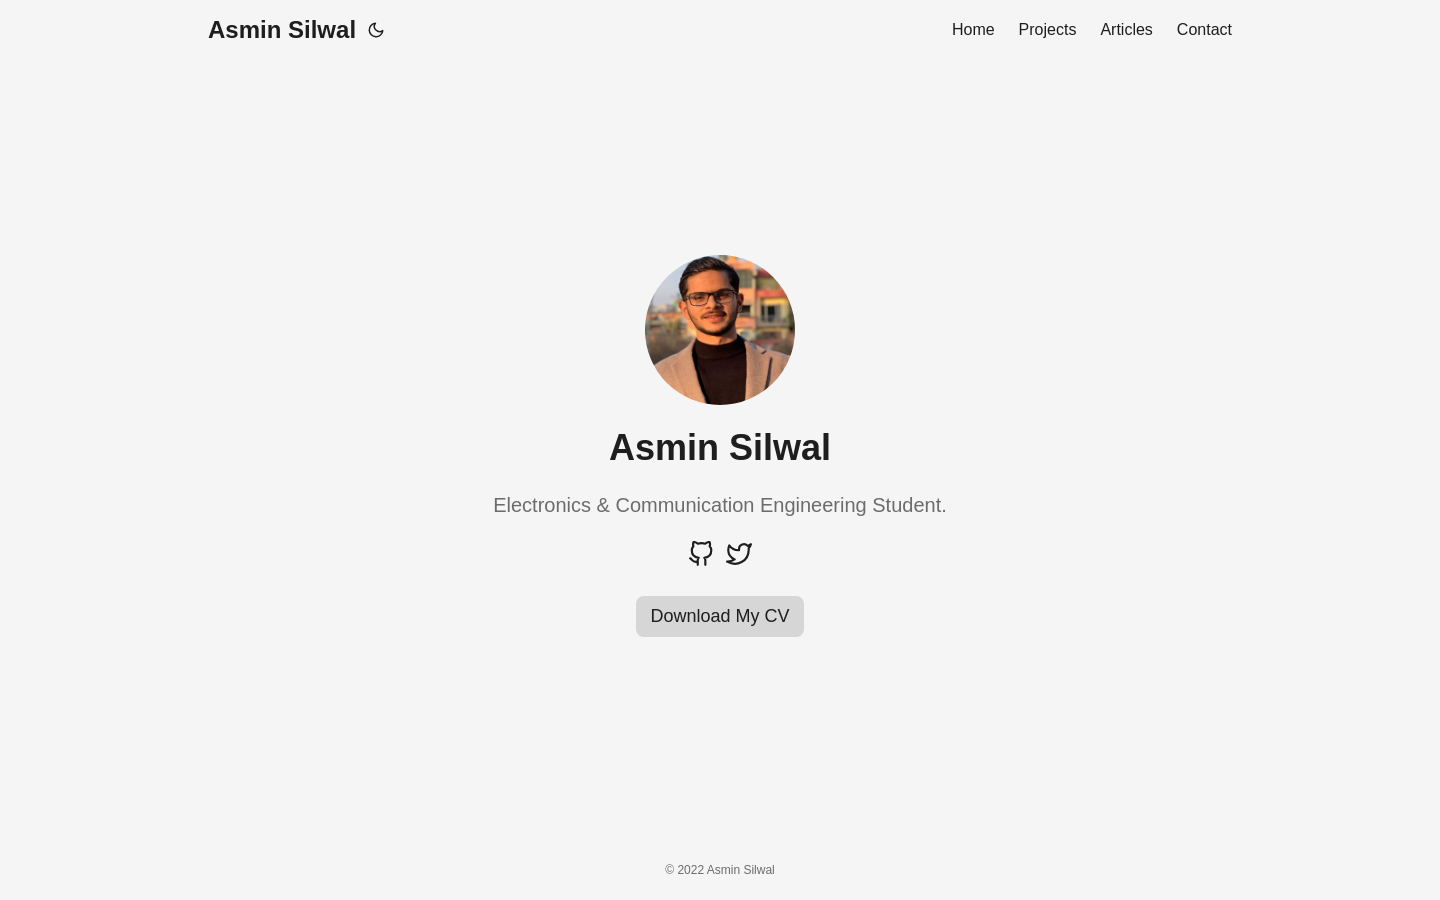 Asmin Silwal
Home Projects Articles Contact
Asmin Silwal
Electronics & Communication Engineering Student.
Download My CV
© 2022 Asmin Silwal